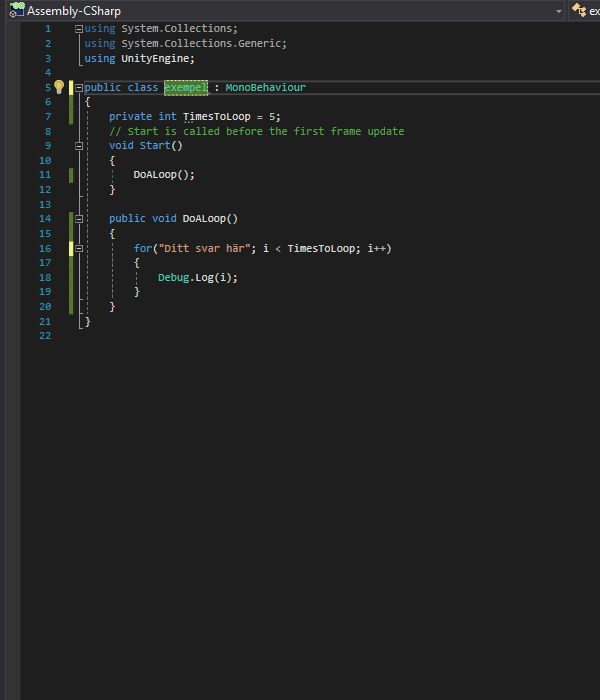 Assembly-CSharp
ex
1 using System.Collections;
2 using System.Collections.Generic;
3 using UnityEngine;
4
5 public class exempel : MonoBehaviour
6 {
7 private int TimesToLoop = 5;
8 // Start is called before the first frame update
9 void Start()
10 {
11 DoALoop();
12 }
13
14 public void DoALoop()
15 {
16 for("Ditt svar här"; i < TimesToLoop; i++)
17 {
18 Debug.Log(i);
19 }
20 }
21 }
22